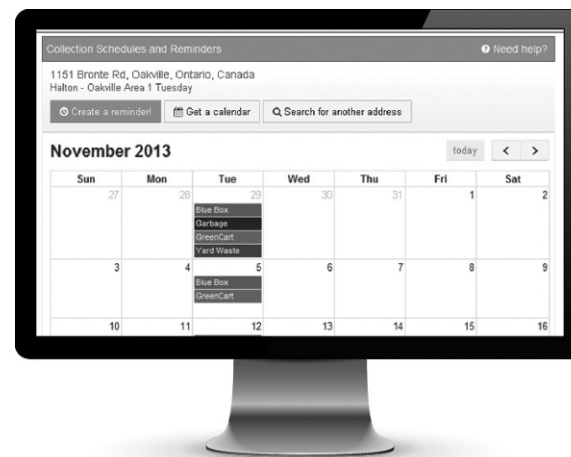 Collection Schedules and Reminders Need help?
1151 Bronte Rd, Oakville, Ontario, Canada
Halton - Oakville Area 1 Tuesday
Create a reminder! Get a calendar Search for another address
November 2013 today < >
Sun Mon Tue Wed Thu Fri Sat
27 28 29 30 31 1 2
Blue Box
Garbage
GreenCart
Yard Waste
3 4 5 6 7 8 9
Blue Box
GreenCart
10 11 12 13 14 15 16